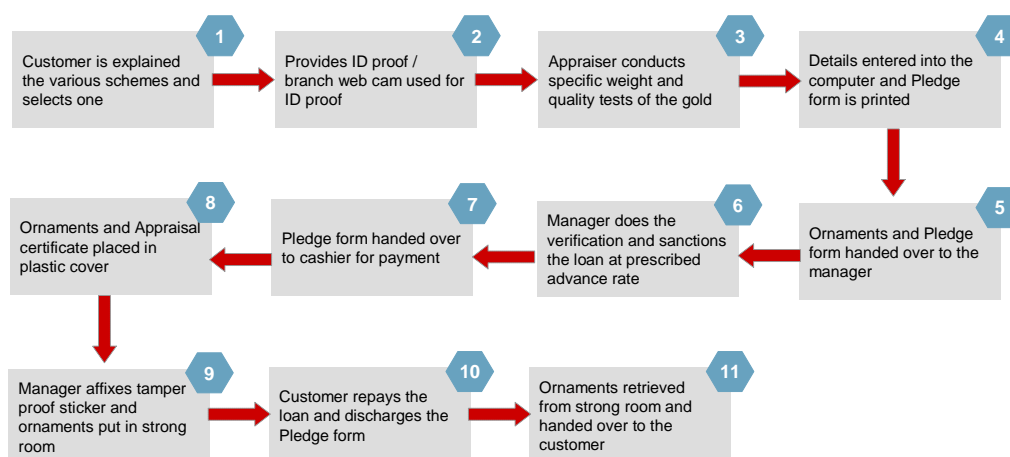 1
Customer is explained
the various schemes and
selects one
2
Provides ID proof /
branch web cam used for
ID proof
3
Appraiser conducts
specific weight and
quality tests of the gold
4
Details entered into the
computer and Pledge
form is printed
5
Ornaments and Pledge
form handed over to the
manager
6
Manager does the
verification and sanctions
the loan at prescribed
advance rate
7
Pledge form handed over
to cashier for payment
8
Ornaments and Appraisal
certificate placed in
plastic cover
9
Manager affixes tamper
proof sticker and
ornaments put in strong
room
10
Customer repays the
loan and discharges the
Pledge form
11
Ornaments retrieved
from strong room and
handed over to the
customer